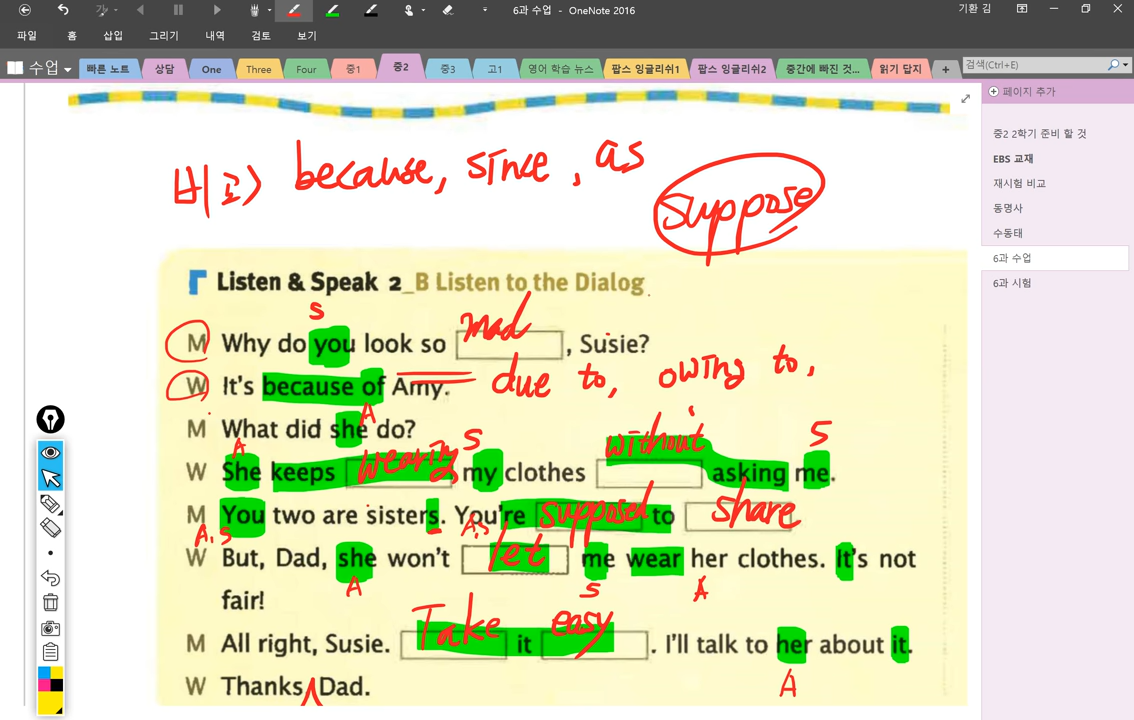 6과 수업 - OneNote 2016
기환 김
파일 홈 삽입 그리기 내역 검토 보기
수업 빠른 노트 상담 One Three Four 중1 중2 중3 고1 영어 학습 뉴스 팝스 잉글리쉬1 팝스 잉글리쉬2 중간에 빠진 것... 읽기 답지 +
검색(Ctrl+E)
페이지 추가
중2 2학기 준비 할 것
EBS 교재
재시험 비교
동명사
수동태
6과 수업
6과 시험
비고> because, since, as
suppose
Listen & Speak 2_B Listen to the Dialog
S
M Why do you look so mad, Susie?
W It's because of Amy. due to, owing to,
A
M What did she do?
A S S
W She keeps wearing my clothes without asking me.
M You two are sisters. You're supposed to share
A, S A,S
W But, Dad, she won't let me wear her clothes. It's not
A S A
fair!
M All right, Susie. Take it easy. I'll talk to her about it.
A
W Thanks, Dad.